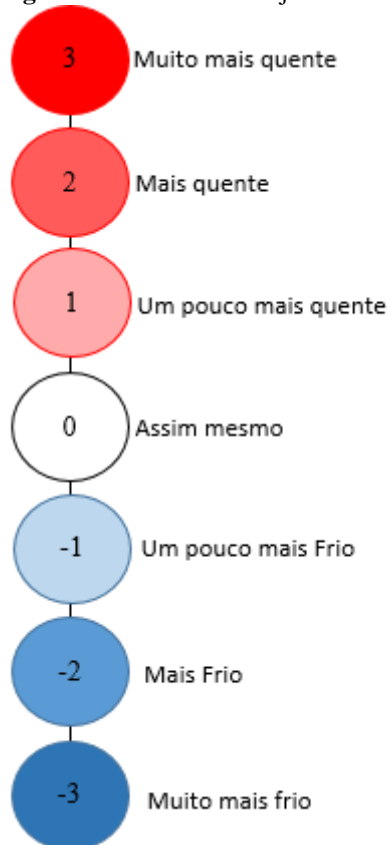 3 Muito mais quente
2 Mais quente
1 Um pouco mais quente
0 Assim mesmo
-1 Um pouco mais Frio
-2 Mais Frio
-3 Muito mais frio